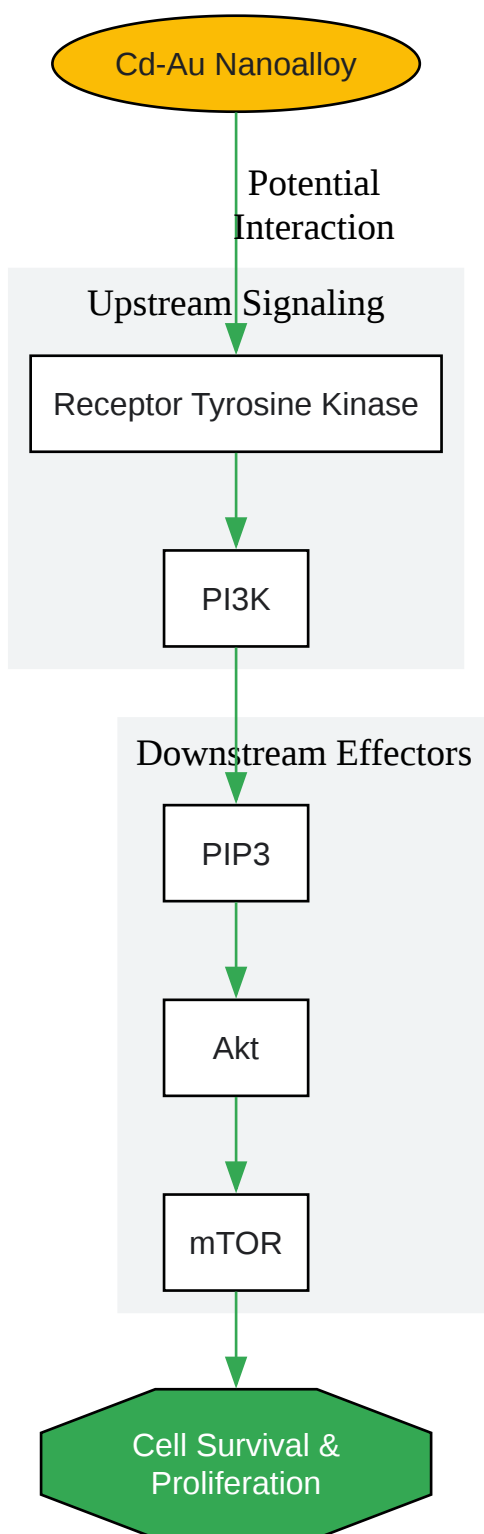 Cd-Au Nanoalloy
Potential
Interaction
Upstream Signaling
Receptor Tyrosine Kinase
PI3K
Downstream Effectors
PIP3
Akt
mTOR
Cell Survival &
Proliferation